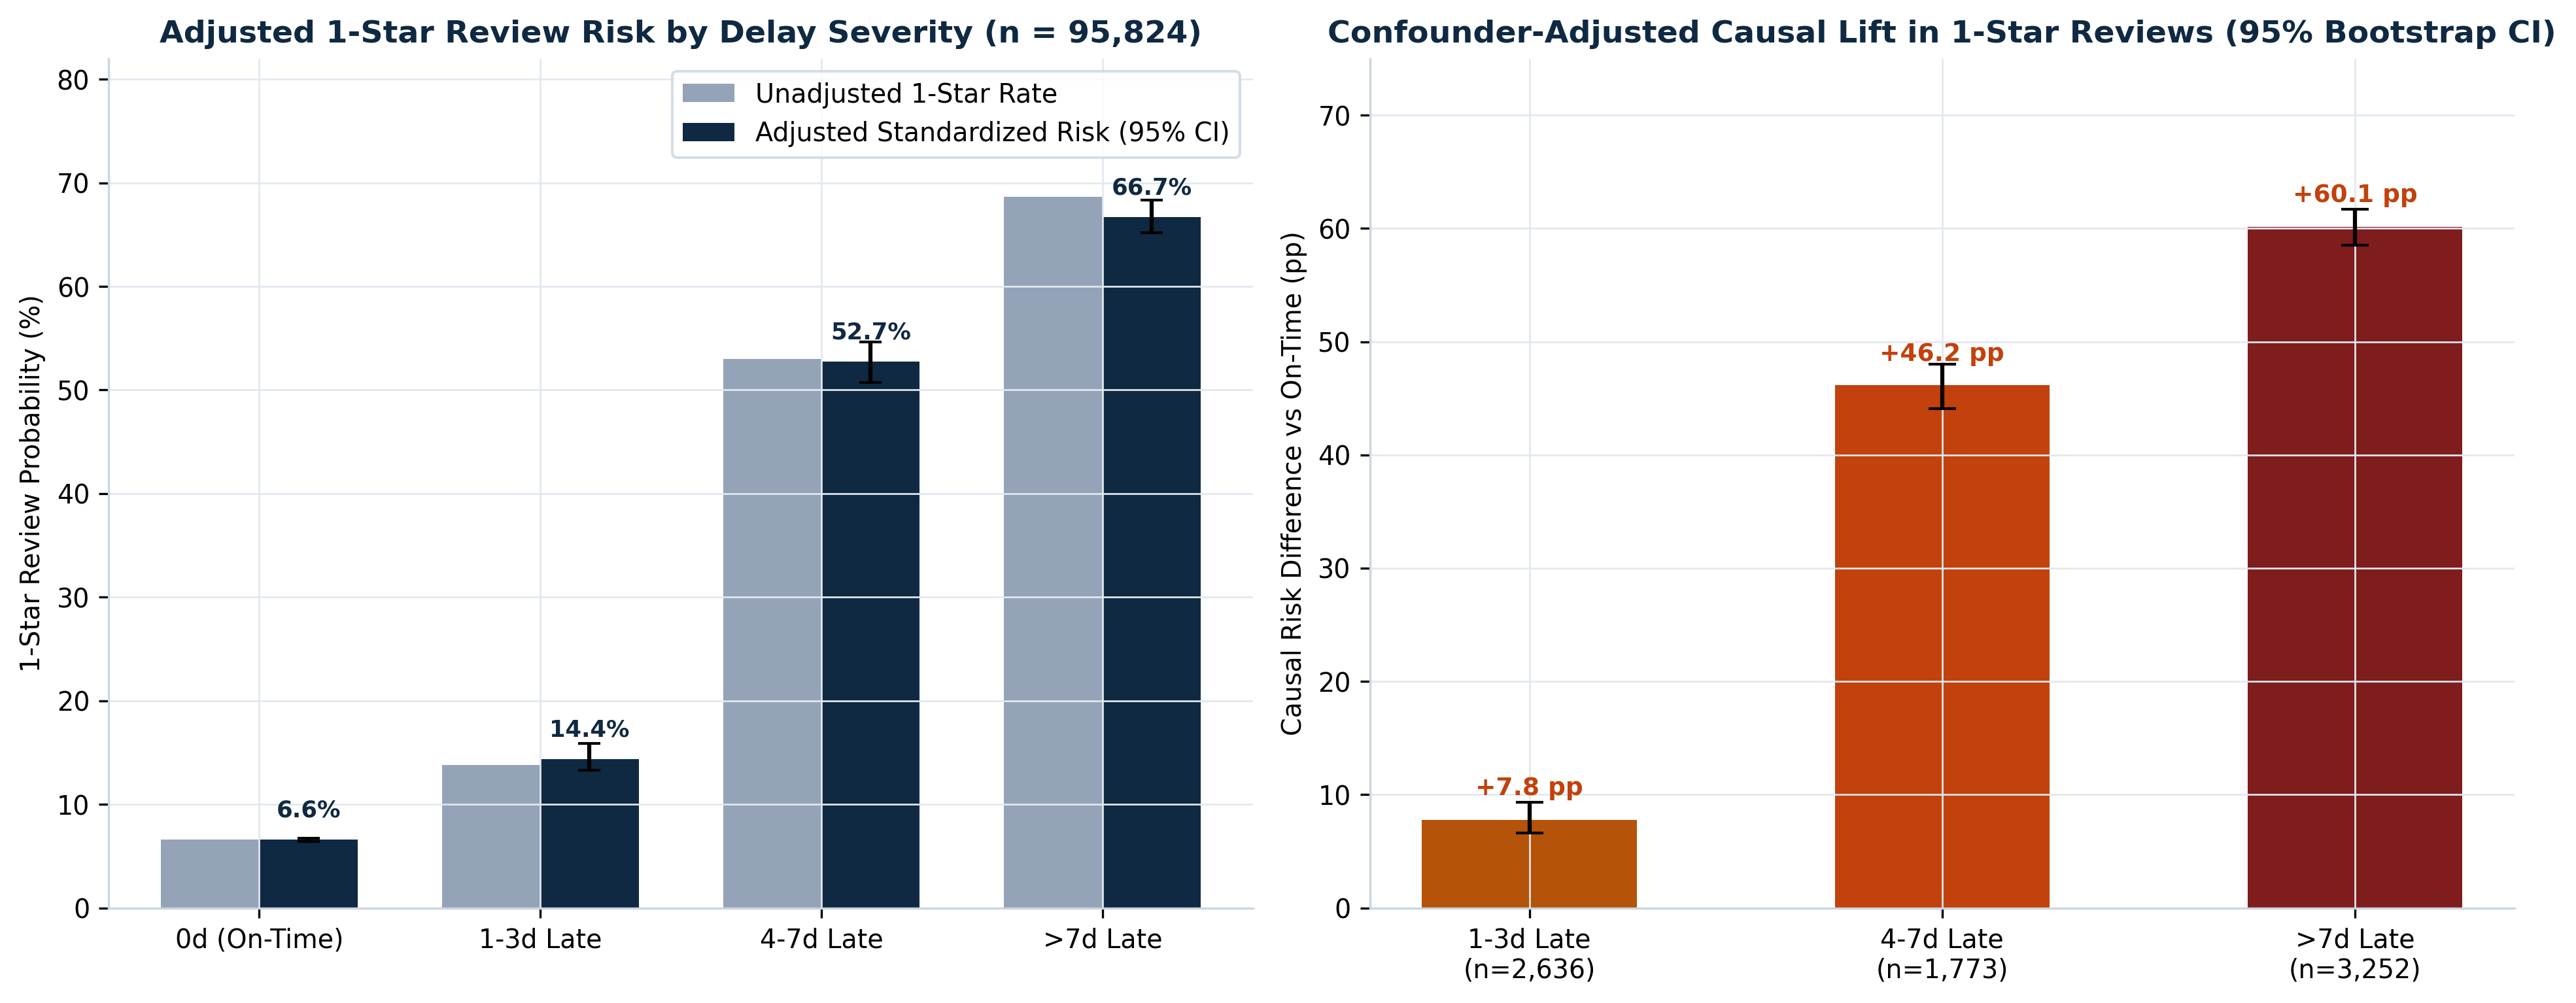 Adjusted 1-Star Review Risk by Delay Severity (n = 95,824)
Unadjusted 1-Star Rate
Adjusted Standardized Risk (95% CI)
1-Star Review Probability (%)
80
70
60
50
40
30
20
10
0
6.6%
14.4%
52.7%
66.7%
0d (On-Time)
1-3d Late
4-7d Late
>7d Late
Confounder-Adjusted Causal Lift in 1-Star Reviews (95% Bootstrap CI)
Causal Risk Difference vs On-Time (pp)
70
60
50
40
30
20
10
0
+7.8 pp
+46.2 pp
+60.1 pp
1-3d Late
(n=2,636)
4-7d Late
(n=1,773)
>7d Late
(n=3,252)